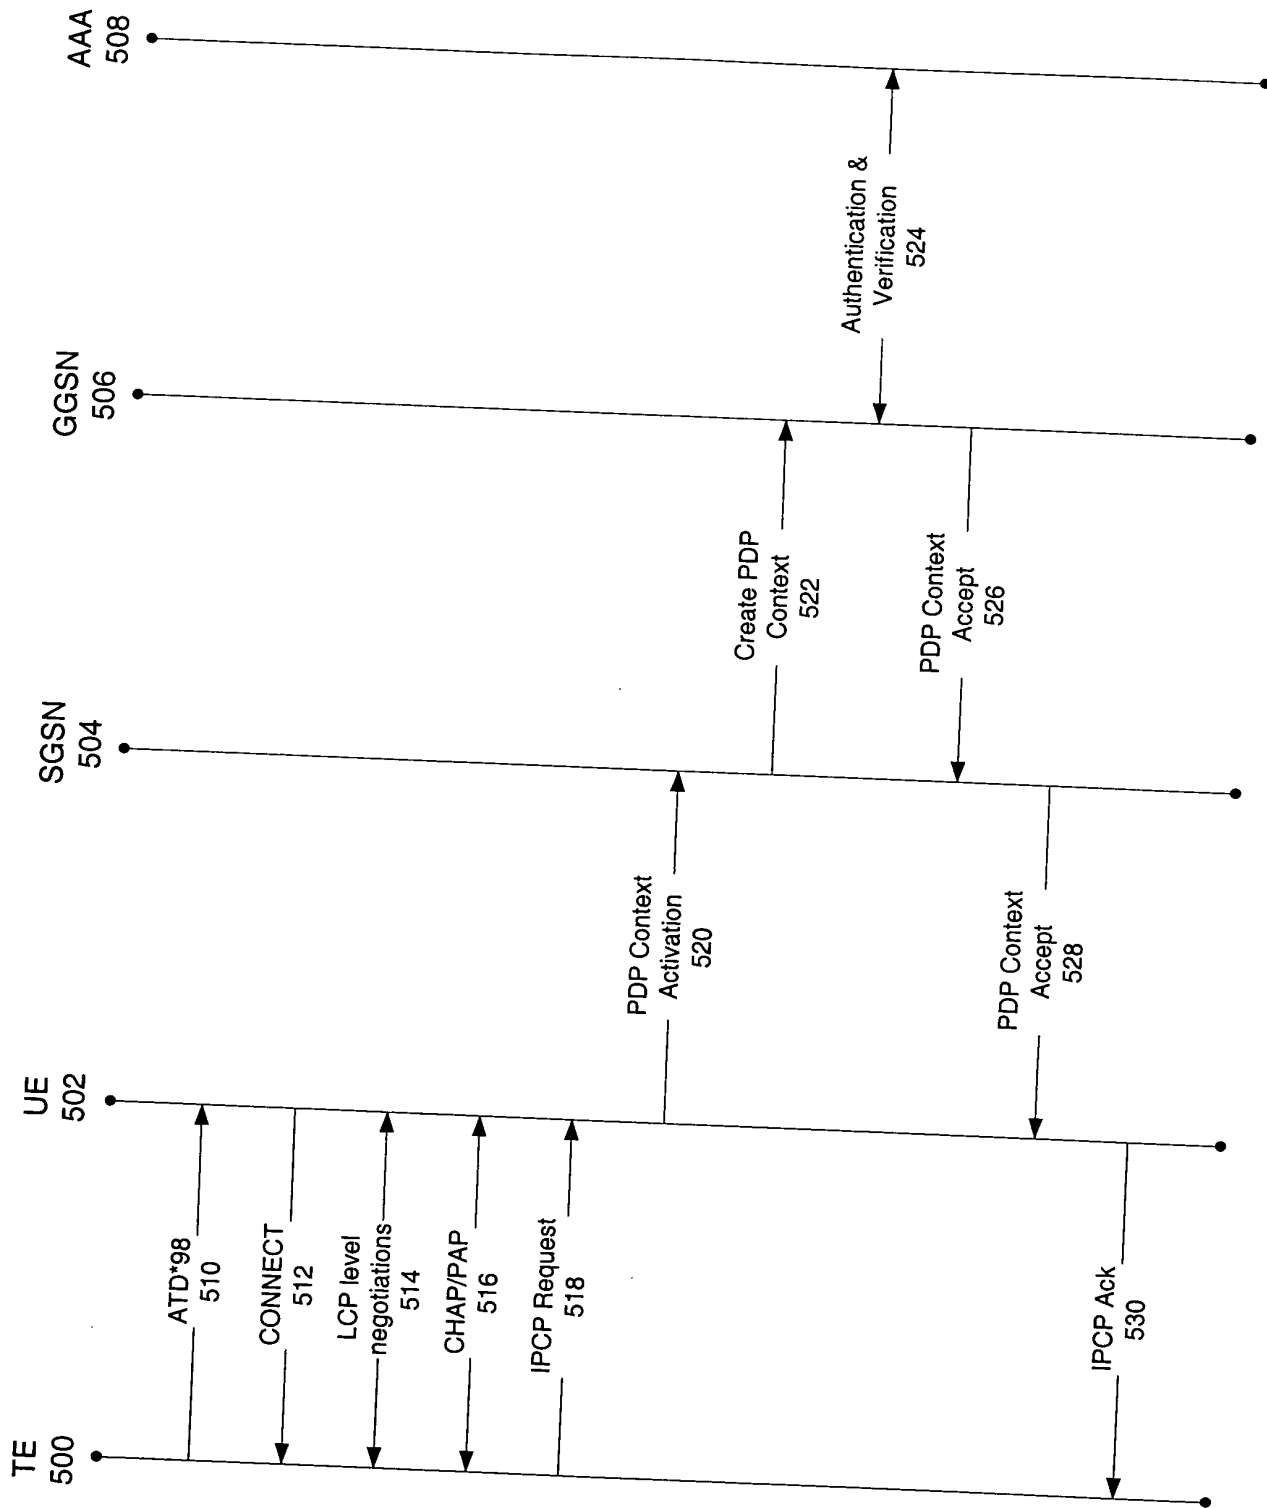 TE
500
UE
502
SGSN
504
GGSN
506
AAA
508
ATD*98
510
CONNECT
512
LCP level
negotiations
514
CHAP/PAP
516
IPCP Request
518
PDP Context
Activation
520
Create PDP
Context
522
Authentication &
Verification
524
PDP Context
Accept
526
PDP Context
Accept
528
IPCP Ack
530